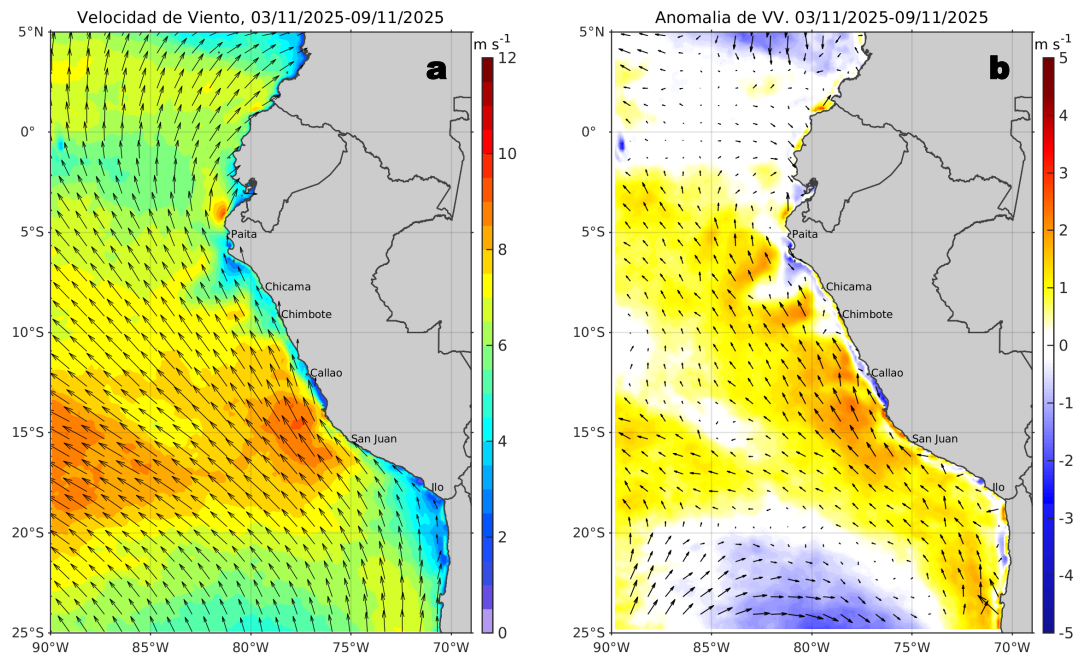 Velocidad de Viento, 03/11/2025-09/11/2025
m s⁻¹
a
12
10
8
6
4
2
0
5°N
0°
5°S
10°S
15°S
20°S
25°S
90°W
85°W
80°W
75°W
70°W
Paita
Chicama
Chimbote
Callao
San Juan
Ilo
Anomalia de VV. 03/11/2025-09/11/2025
m s⁻¹
b
5
4
3
2
1
0
-1
-2
-3
-4
-5
5°N
0°
5°S
10°S
15°S
20°S
25°S
90°W
85°W
80°W
75°W
70°W
Paita
Chicama
Chimbote
Callao
San Juan
Ilo